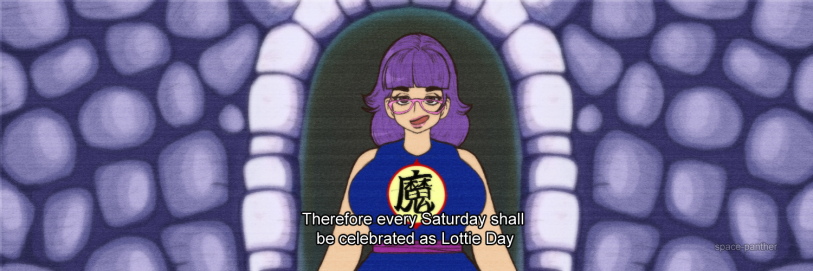 魔
Therefore every Saturday shall
be celebrated as Lottie Day
space-panther